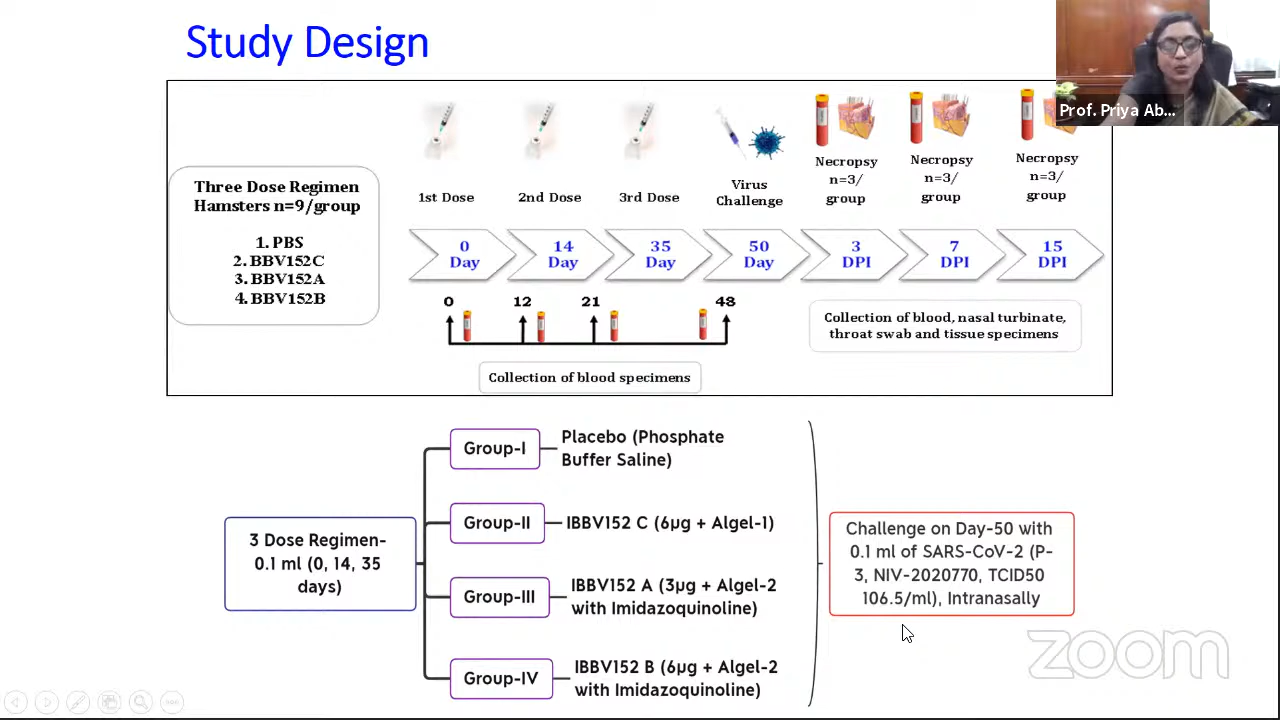 Study Design
Prof. Priya Ab...
Three Dose Regimen
Hamsters n=9/group
1. PBS
2. BBV152C
3. BBV152A
4. BBV152B
1st Dose
2nd Dose
3rd Dose
Virus
Challenge
Necropsy
n=3/
group
Necropsy
n=3/
group
Necropsy
n=3/
group
0
Day
14
Day
35
Day
50
Day
3
DPI
7
DPI
15
DPI
0
12
21
48
Collection of blood specimens
Collection of blood, nasal turbinate,
throat swab and tissue specimens
3 Dose Regimen-
0.1 ml (0, 14, 35
days)
Group-I
Placebo (Phosphate
Buffer Saline)
Group-II
IBBV152 C (6µg + Algel-1)
Group-III
IBBV152 A (3µg + Algel-2
with Imidazoquinoline)
Group-IV
IBBV152 B (6µg + Algel-2
with Imidazoquinoline)
Challenge on Day-50 with
0.1 ml of SARS-CoV-2 (P-
3, NIV-2020770, TCID50
106.5/ml), Intranasally
zoom